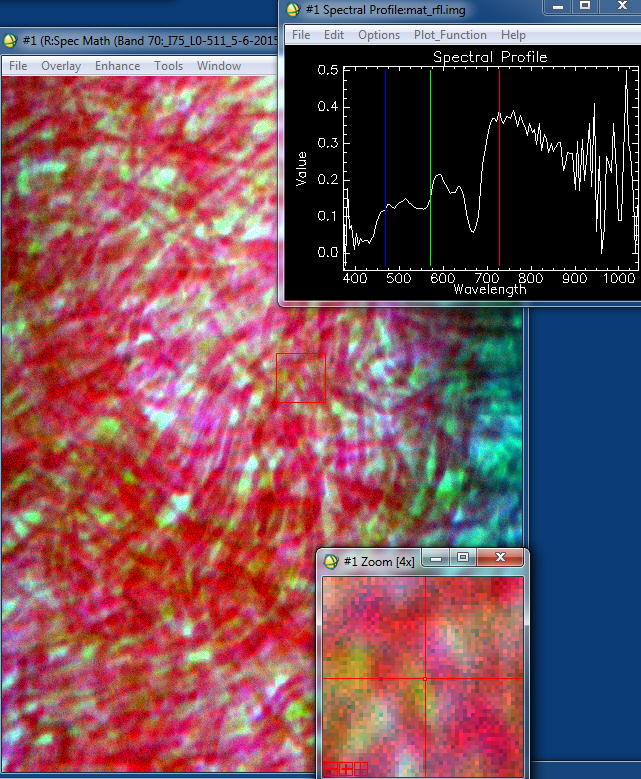 #1 Spectral Profile:mat_rfl.img
File Edit Options Plot_Function Help
Spectral Profile
0.5
0.4
0.3
0.2
0.1
0.0
Value
400 500 600 700 800 900 1000
Wavelength
#1 (R:Spec Math (Band 70:_I75_L0-511_5-6-2015
File Overlay Enhance Tools Window
#1 Zoom [4x]